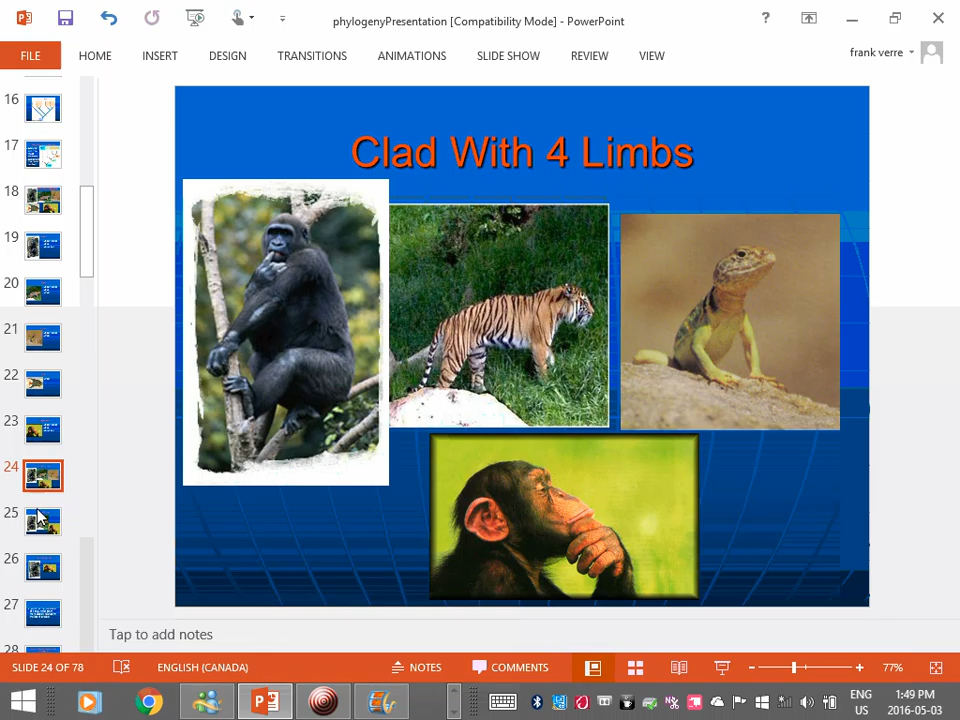 phylogenyPresentation [Compatibility Mode] - PowerPoint
?
FILE
HOME
INSERT
DESIGN
TRANSITIONS
ANIMATIONS
SLIDE SHOW
REVIEW
VIEW
frank verre
16
17
18
19
20
21
22
23
24
25
26
27
28
Clad With 4 Limbs
Tap to add notes
SLIDE 24 OF 78
ENGLISH (CANADA)
NOTES
COMMENTS
77%
ENG
US
1:49 PM
2016-05-03